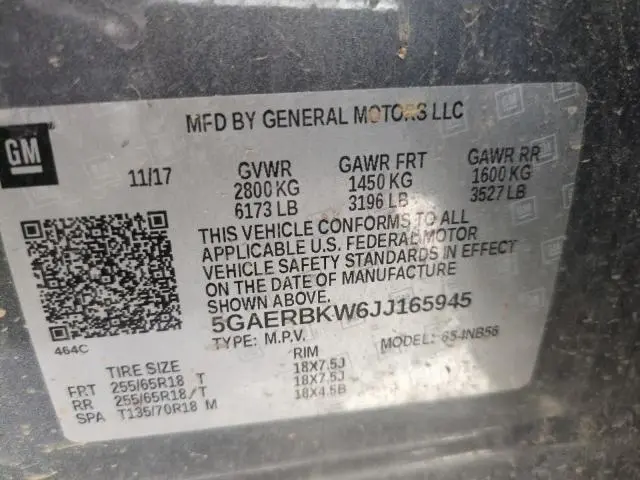 MFD BY GENERAL MOTORS LLC
GM
11/17 GVWR GAWR FRT GAWR RR
2800 KG 1450 KG 1600 KG
6173 LB 3196 LB 3527 LB
THIS VEHICLE CONFORMS TO ALL
APPLICABLE U.S. FEDERAL MOTOR
VEHICLE SAFETY STANDARDS IN EFFECT
ON THE DATE OF MANUFACTURE
SHOWN ABOVE.
5GAERBKW6JJ165945
464C TYPE: M.P.V. MODEL:
TIRE SIZE RIM
FRT 255/65R18 T 18X7.5J
RR 255/65R18/T 18X7.5J
SPA T135/70R18 M 18X4.5B